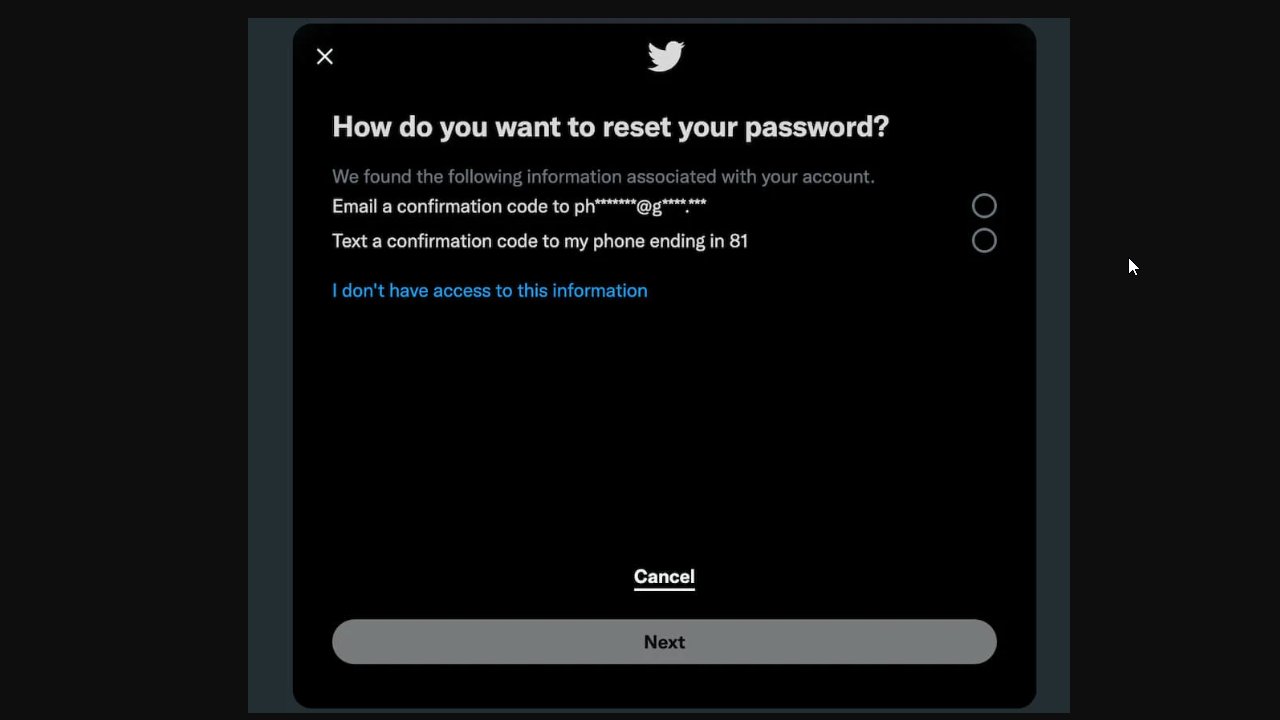 How do you want to reset your password?
We found the following information associated with your account.
Email a confirmation code to ph*******@g****.***
Text a confirmation code to my phone ending in 81
I don't have access to this information
Cancel
Next